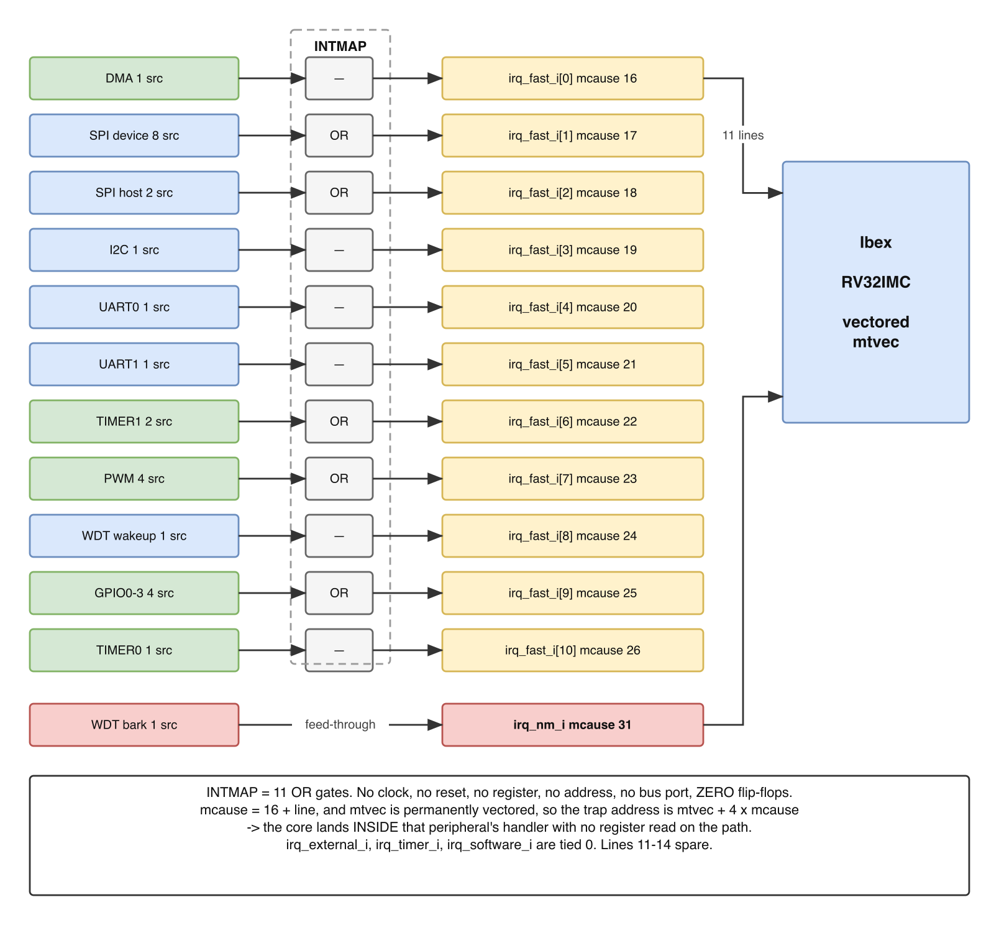 INTMAP
DMA 1 src
—
irq_fast_i[0] mcause 16
SPI device 8 src
OR
irq_fast_i[1] mcause 17
11 lines
SPI host 2 src
OR
irq_fast_i[2] mcause 18
I2C 1 src
—
irq_fast_i[3] mcause 19
UART0 1 src
—
irq_fast_i[4] mcause 20
UART1 1 src
—
irq_fast_i[5] mcause 21
TIMER1 2 src
OR
irq_fast_i[6] mcause 22
PWM 4 src
OR
irq_fast_i[7] mcause 23
WDT wakeup 1 src
—
irq_fast_i[8] mcause 24
GPIO0-3 4 src
OR
irq_fast_i[9] mcause 25
TIMER0 1 src
—
irq_fast_i[10] mcause 26
WDT bark 1 src
feed-through
irq_nm_i mcause 31
Ibex
RV32IMC
vectored
mtvec
INTMAP = 11 OR gates. No clock, no reset, no register, no address, no bus port, ZERO flip-flops.
mcause = 16 + line, and mtvec is permanently vectored, so the trap address is mtvec + 4 x mcause
-> the core lands INSIDE that peripheral's handler with no register read on the path.
irq_external_i, irq_timer_i, irq_software_i are tied 0. Lines 11-14 spare.